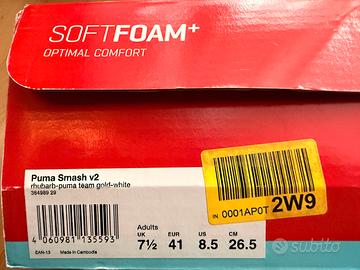 SOFTFOAM+
OPTIMAL COMFORT
Puma Smash v2
rhubarb-puma team gold-white
364989 29
4 060981 135593
EAN-13
Made in Cambodia
Adults
UK EUR US CM
7½ 41 8.5 26.5
IN 0001AP0T 2W9
subito